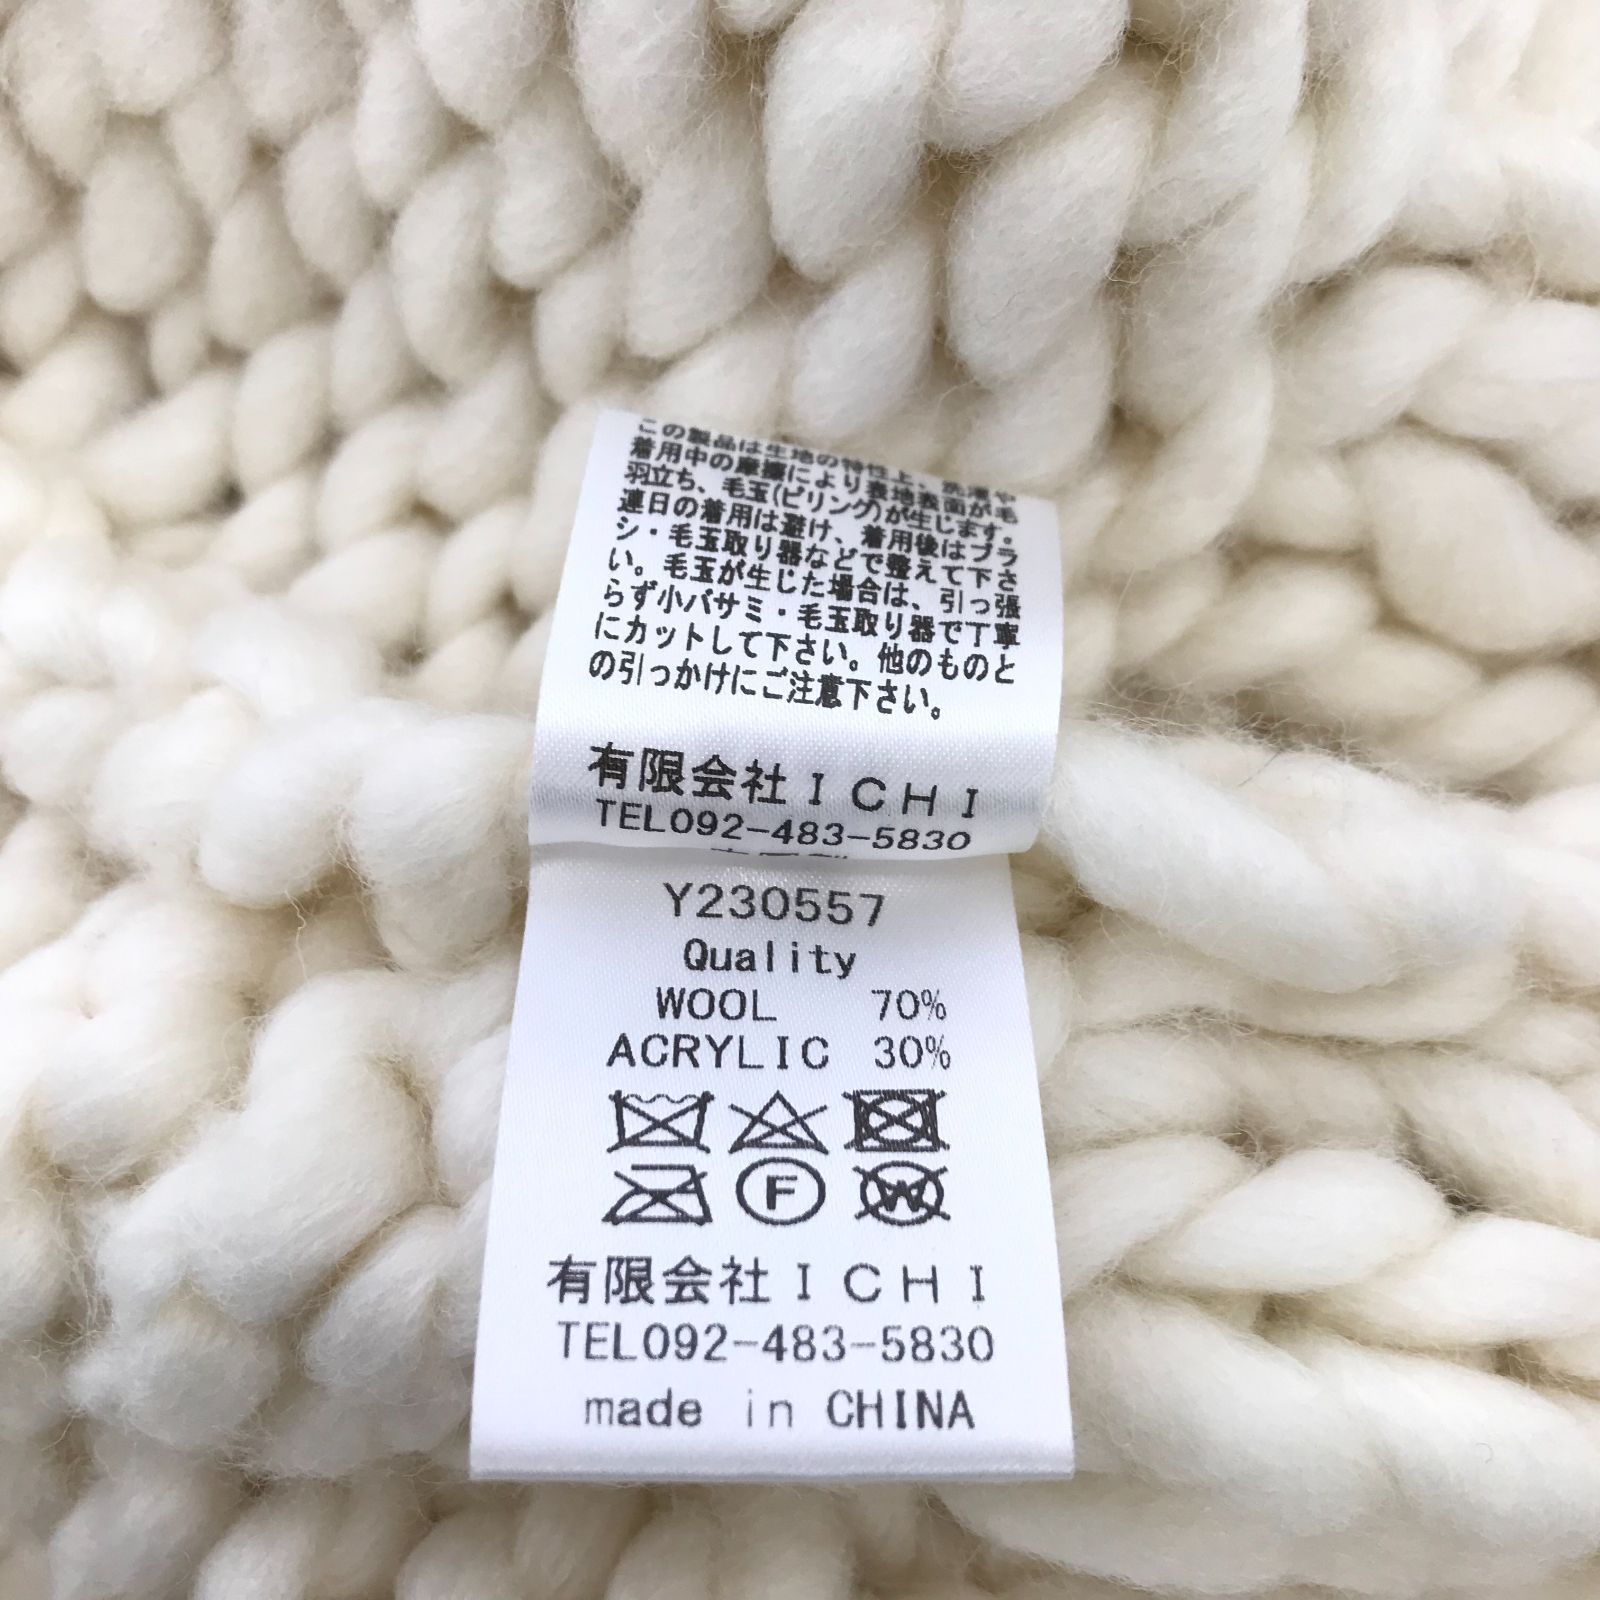 この製品は生地の特性上、洗濯や
着用中の摩擦により表地表面が毛
羽立ち、毛玉(ピリング)が生じます。
連日の着用は避け、着用後はブラ
シ・毛玉取り器などで整えて下さ
い。毛玉が生じた場合は、引っ張
らず小バサミ・毛玉取り器で丁寧
にカットして下さい。他のものと
の引っかけにご注意下さい。
有限会社ICHI
TEL092-483-5830
Y230557
Quality
WOOL 70%
ACRYLIC 30%
F W
有限会社ICHI
TEL092-483-5830
made in CHINA